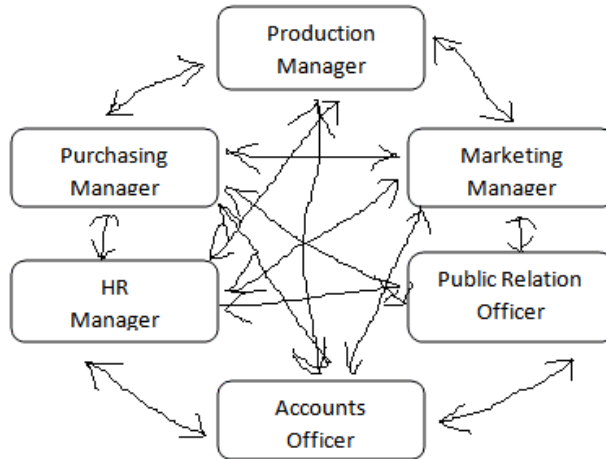 Production
Manager
Purchasing
Manager
Marketing
Manager
HR
Manager
Public Relation
Officer
Accounts
Officer